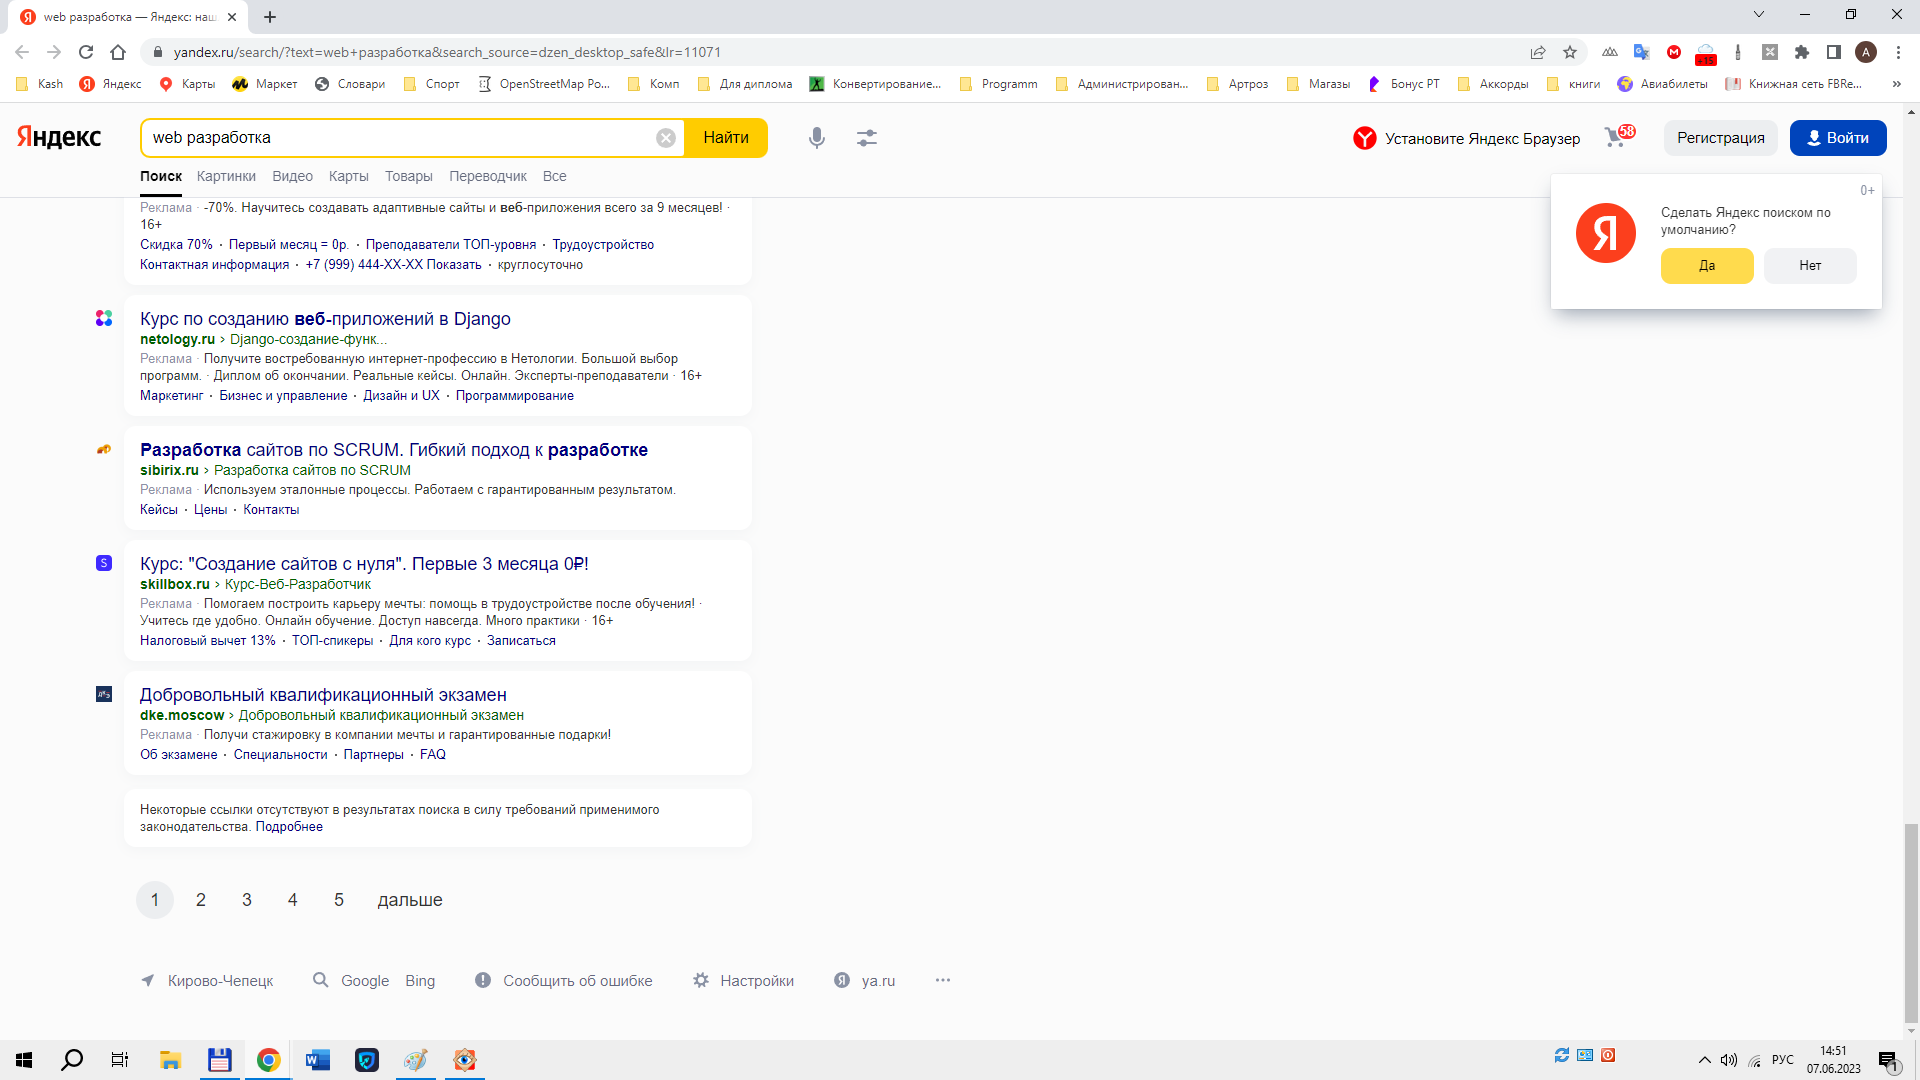 web разработка — Яндекс: наш
yandex.ru/search/?text=web+разработка&search_source=dzen_desktop_safe&lr=11071
+15
A
Kash
Яндекс
Карты
Маркет
Словари
Спорт
OpenStreetMap Po...
Комп
Для диплома
Конвертирование...
Programm
Администрирован...
Артроз
Магазы
Бонус РТ
Аккорды
книги
Авиабилеты
Книжная сеть FBRe...
»
Яндекс
web разработка
Найти
Установите Яндекс Браузер
58
Регистрация
Войти
Поиск
Картинки
Видео
Карты
Товары
Переводчик
Все
0+
Сделать Яндекс поиском по
умолчанию?
Да
Нет
Реклама · -70%. Научитесь создавать адаптивные сайты и веб-приложения всего за 9 месяцев! ·
16+
Скидка 70% · Первый месяц = 0р. · Преподаватели ТОП-уровня · Трудоустройство
Контактная информация · +7 (999) 444-XX-XX Показать · круглосуточно
Курс по созданию веб-приложений в Django
netology.ru › Django-создание-функ...
Реклама · Получите востребованную интернет-профессию в Нетологии. Большой выбор
программ. · Диплом об окончании. Реальные кейсы. Онлайн. Эксперты-преподаватели · 16+
Маркетинг · Бизнес и управление · Дизайн и UX · Программирование
Разработка сайтов по SCRUM. Гибкий подход к разработке
sibirix.ru › Разработка сайтов по SCRUM
Реклама · Используем эталонные процессы. Работаем с гарантированным результатом.
Кейсы · Цены · Контакты
S
Курс: "Создание сайтов с нуля". Первые 3 месяца 0₽!
skillbox.ru › Курс-Веб-Разработчик
Реклама · Помогаем построить карьеру мечты: помощь в трудоустройстве после обучения! ·
Учитесь где удобно. Онлайн обучение. Доступ навсегда. Много практики · 16+
Налоговый вычет 13% · ТОП-спикеры · Для кого курс · Записаться
Добровольный квалификационный экзамен
dke.moscow › Добровольный квалификационный экзамен
Реклама · Получи стажировку в компании мечты и гарантированные подарки!
Об экзамене · Специальности · Партнеры · FAQ
Некоторые ссылки отсутствуют в результатах поиска в силу требований применимого
законодательства. Подробнее
1 2 3 4 5 дальше
Кирово-Чепецк
Google
Bing
Сообщить об ошибке
Настройки
ya.ru
РУС
14:51
07.06.2023
1